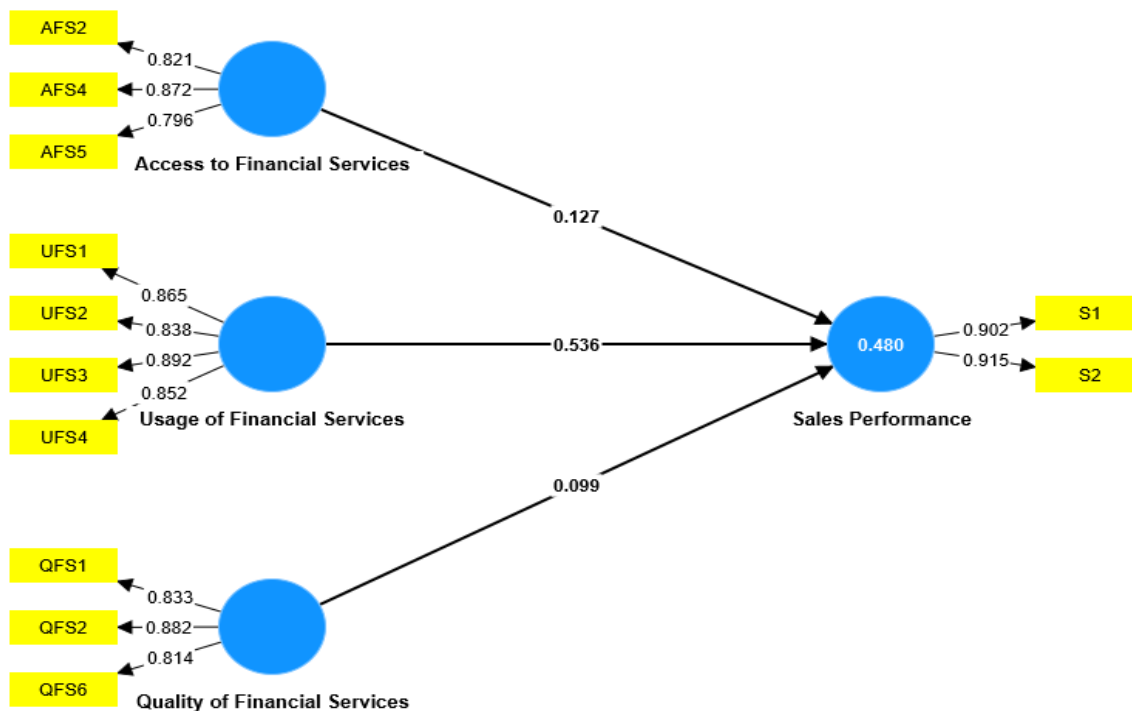 AFS2
0.821
AFS4
0.872
AFS5
0.796
Access to Financial Services
0.127
UFS1
0.865
UFS2
0.838
UFS3
0.892
UFS4
0.852
Usage of Financial Services
0.536
0.480
Sales Performance
0.902
S1
0.915
S2
0.099
QFS1
0.833
QFS2
0.882
QFS6
0.814
Quality of Financial Services